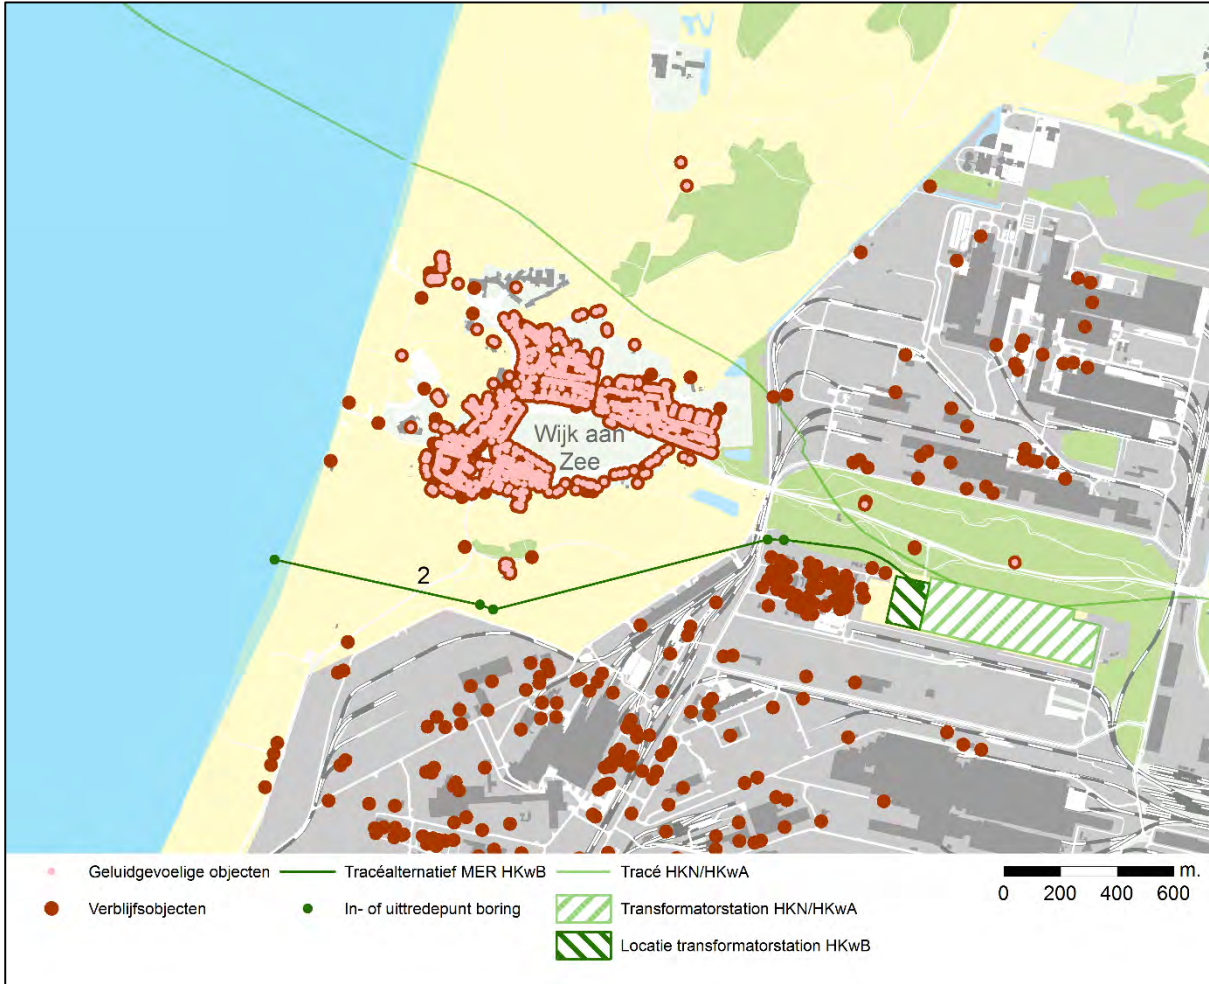 Wijk aan
Zee
2
Geluidgevoelige objecten
Tracéalternatief MER HKwB
Tracé HKN/HKwA
m.
0 200 400 600
Verblijfsobjecten
In- of uittredepunt boring
Transformatorstation HKN/HKwA
Locatie transformatorstation HKwB